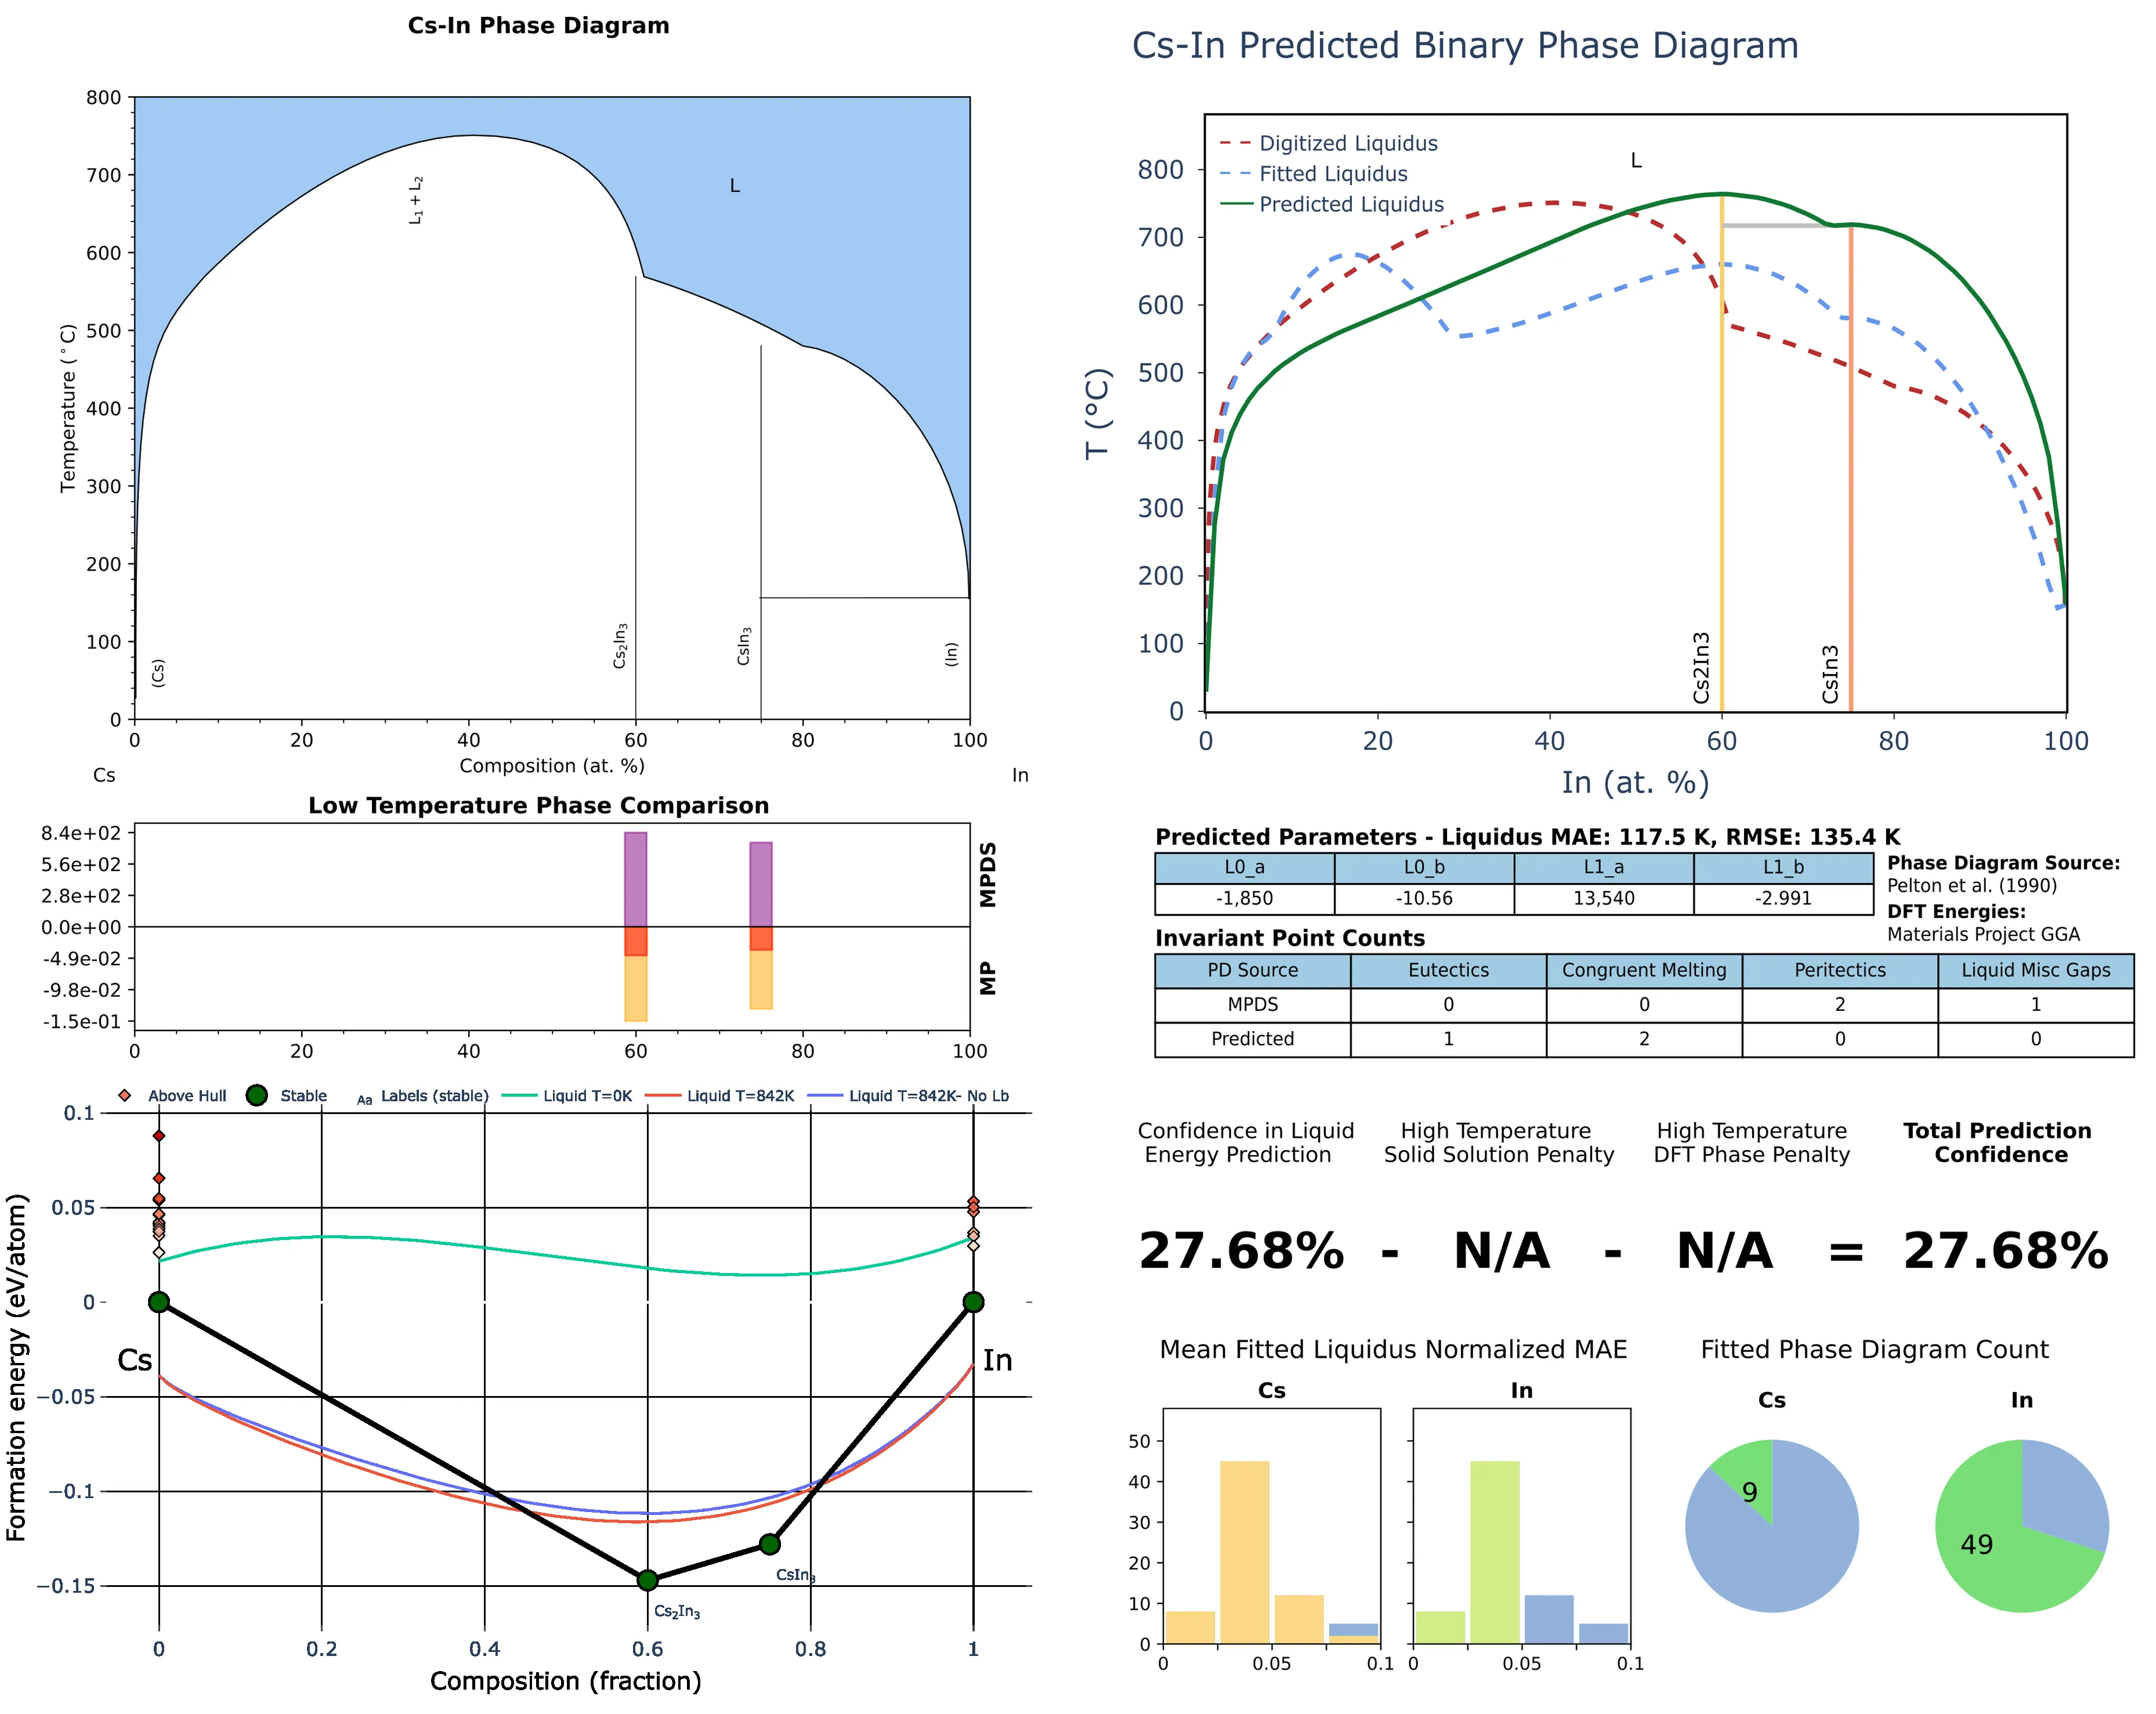 Cs-In Phase Diagram
800
700
600
500
400
300
200
100
0
Temperature (°C)
L₁ + L₂
L
(Cs)
Cs₂In₃
CsIn₃
(In)
0
20
40
60
80
100
Composition (at. %)
Cs
In
Cs-In Predicted Binary Phase Diagram
Digitized Liquidus
Fitted Liquidus
Predicted Liquidus
L
800
700
600
500
400
300
200
100
0
T (°C)
Cs2In3
CsIn3
0
20
40
60
80
100
In (at. %)
Low Temperature Phase Comparison
8.4e+02
5.6e+02
2.8e+02
0.0e+00
-4.9e-02
-9.8e-02
-1.5e-01
MPDS
MP
0
20
40
60
80
100
Predicted Parameters - Liquidus MAE: 117.5 K, RMSE: 135.4 K
L0_a L0_b L1_a L1_b
-1,850 -10.56 13,540 -2.991
Phase Diagram Source:
Pelton et al. (1990)
DFT Energies:
Materials Project GGA
Invariant Point Counts
PD Source Eutectics Congruent Melting Peritectics Liquid Misc Gaps
MPDS 0 0 2 1
Predicted 1 2 0 0
Above Hull Stable Aa Labels (stable) Liquid T=0K Liquid T=842K Liquid T=842K- No Lb
0.1
0.05
0
−0.05
−0.1
−0.15
Formation energy (eV/atom)
Cs
In
CsIn₃
Cs₂In₃
0
0.2
0.4
0.6
0.8
1
Composition (fraction)
Confidence in Liquid
Energy Prediction
High Temperature
Solid Solution Penalty
High Temperature
DFT Phase Penalty
Total Prediction
Confidence
27.68% - N/A - N/A = 27.68%
Mean Fitted Liquidus Normalized MAE
Cs
In
50
40
30
20
10
0
0
0.05
0.1
0
0.05
0.1
Fitted Phase Diagram Count
Cs
In
9
49